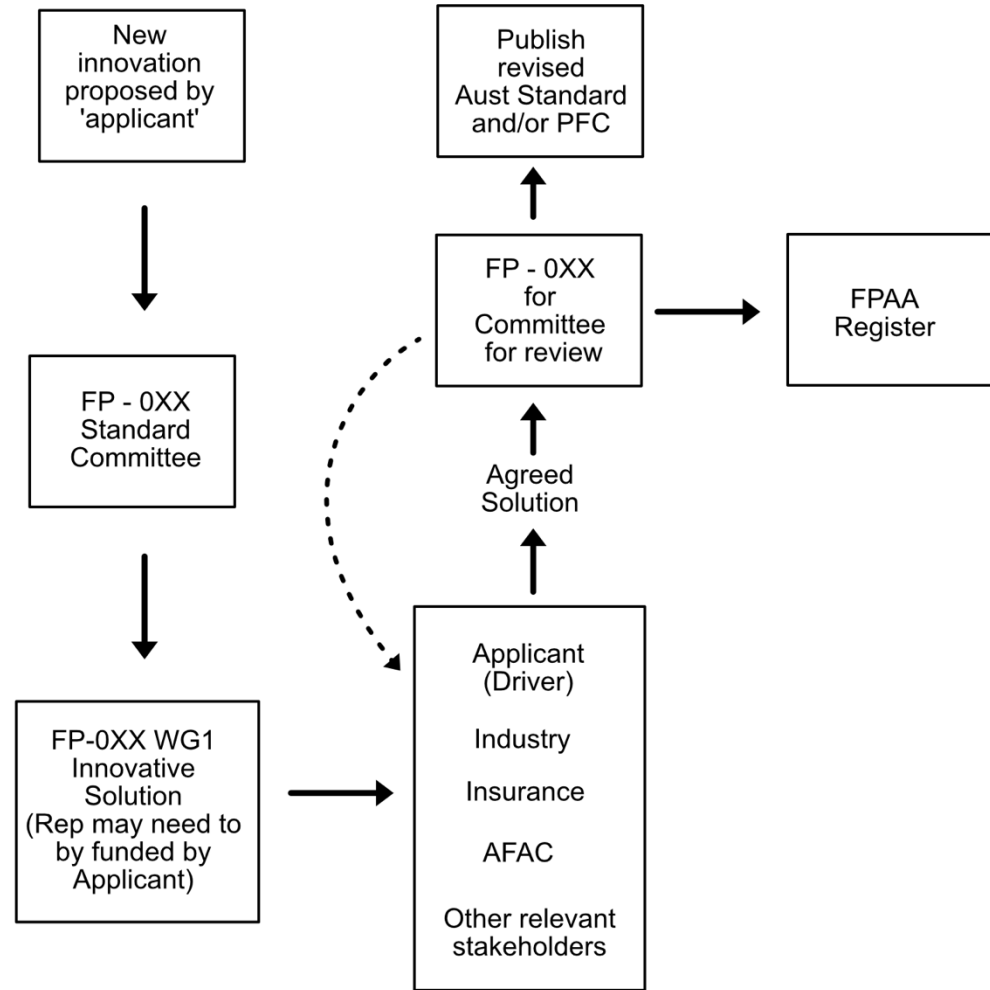 New
innovation
proposed by
'applicant'
FP - 0XX
Standard
Committee
FP-0XX WG1
Innovative
Solution
(Rep may need to
by funded by
Applicant)
Applicant
(Driver)
Industry
Insurance
AFAC
Other relevant
stakeholders
Agreed
Solution
FP - 0XX
for
Committee
for review
Publish
revised
Aust Standard
and/or PFC
FPAA
Register